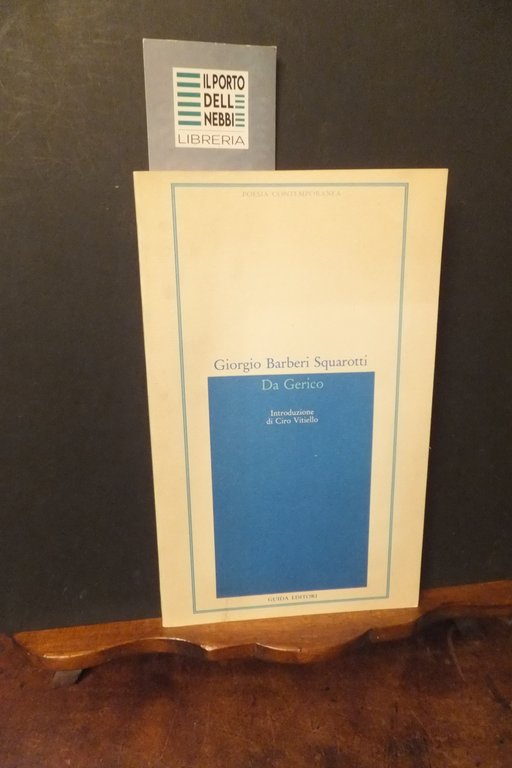 IL PORTO
DELLE
NEBBIE
LIBRERIA
POESIA CONTEMPORANEA
Giorgio Barberi Squarotti
Da Gerico
Introduzione
di Ciro Vitiello
GUIDA EDITORI